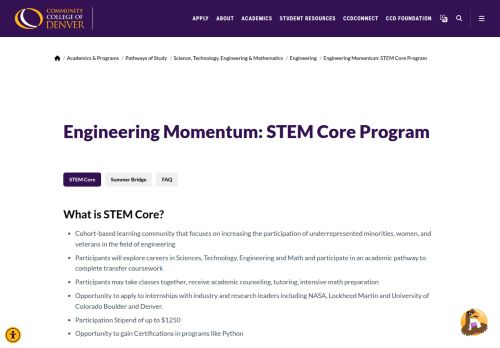 COMMUNITY
COLLEGE OF
DENVER
APPLY ABOUT ACADEMICS STUDENT RESOURCES CCDCONNECT CCD FOUNDATION
/ Academics & Programs / Pathways of Study / Science, Technology, Engineering & Mathematics / Engineering / Engineering Momentum: STEM Core Program
Engineering Momentum: STEM Core Program
STEM Core Summer Bridge FAQ
What is STEM Core?
• Cohort-based learning community that focuses on increasing the participation of underrepresented minorities, women, and
veterans in the field of engineering
• Participants will explore careers in Sciences, Technology, Engineering and Math and participate in an academic pathway to
complete transfer coursework
• Participants may take classes together, receive academic counseling, tutoring, intensive math preparation
• Opportunity to apply to internships with industry and research leaders including NASA, Lockheed Martin and University of
Colorado Boulder and Denver.
• Participation Stipend of up to $1250
• Opportunity to gain Certifications in programs like Python